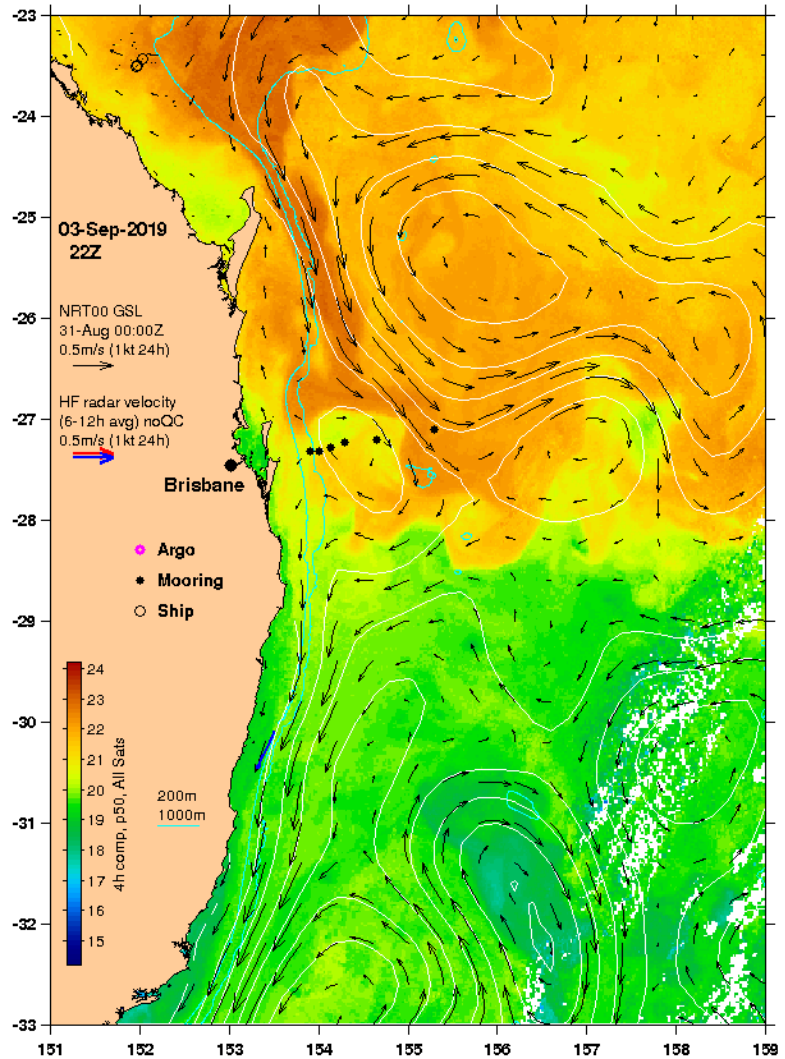 -23
-24
-25
-26
-27
-28
-29
-30
-31
-32
-33
03-Sep-2019
22Z
NRT00 GSL
31-Aug 00:00Z
0.5m/s (1kt 24h)
HF radar velocity
(6-12h avg) noQC
0.5m/s (1kt 24h)
Brisbane
Argo
Mooring
Ship
24
23
22
21
20
19
18
17
16
15
4h comp, p50, All Sats
200m
1000m
151 152 153 154 155 156 157 158 159